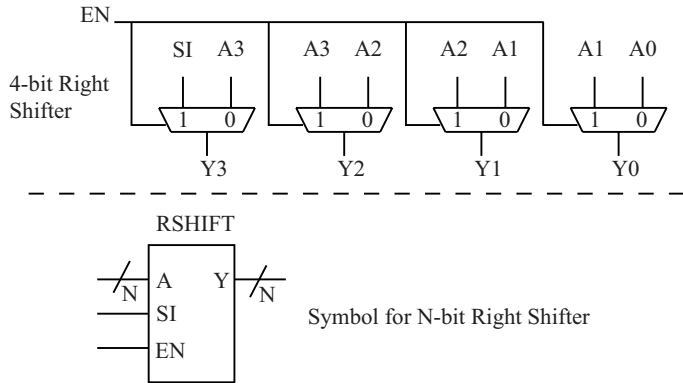 EN
SI A3 A3 A2 A2 A1 A1 A0
4-bit Right
Shifter
1 0 1 0 1 0 1 0
Y3 Y2 Y1 Y0
RSHIFT
A Y
N N
SI
EN
Symbol for N-bit Right Shifter